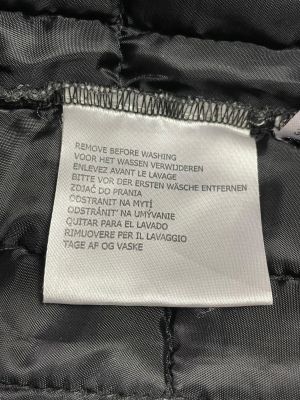 REMOVE BEFORE WASHING
VOOR HET WASSEN VERWIJDEREN
ENLEVEZ AVANT LE LAVAGE
BITTE VOR DER ERSTEN WÄSCHE ENTFERNEN
ZDJAĆ DO PRANIA
ODSTRANIT NA MYTÍ
ODSTRÁNIŤ NA UMÝVANIE
QUITAR PARA EL LAVADO
RIMUOVERE PER IL LAVAGGIO
TAGE AF OG VASKE